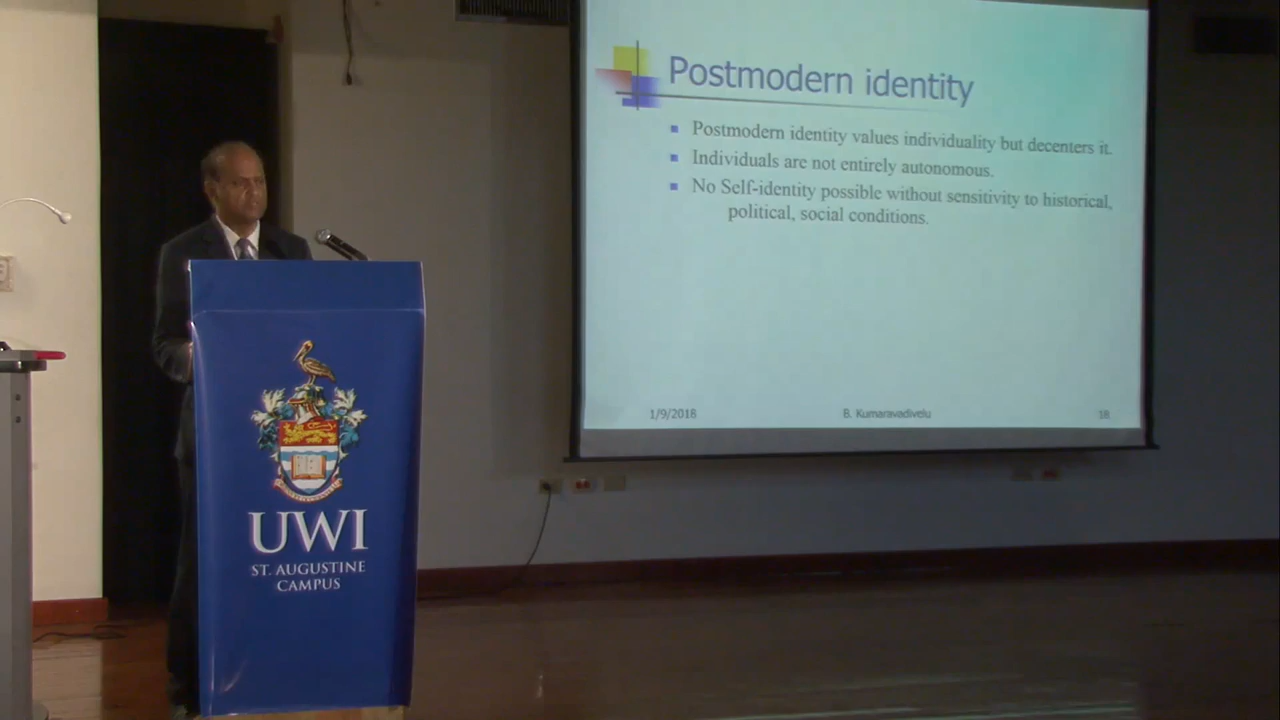 Postmodern identity
Postmodern identity values individuality but decenters it.
Individuals are not entirely autonomous.
No Self-identity possible without sensitivity to historical,
political, social conditions.
1/9/2018
B. Kumaravadivelu
18
UWI
ST. AUGUSTINE
CAMPUS